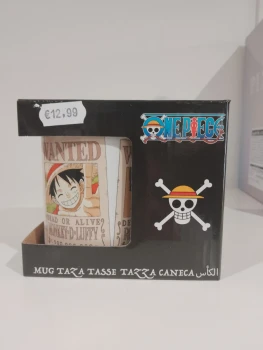 €12.99
ONE PIECE
WANTED
DEAD OR ALIVE
MONKEY·D·LUFFY
MUG TAZA TASSE TAZZA CANECA الكأس